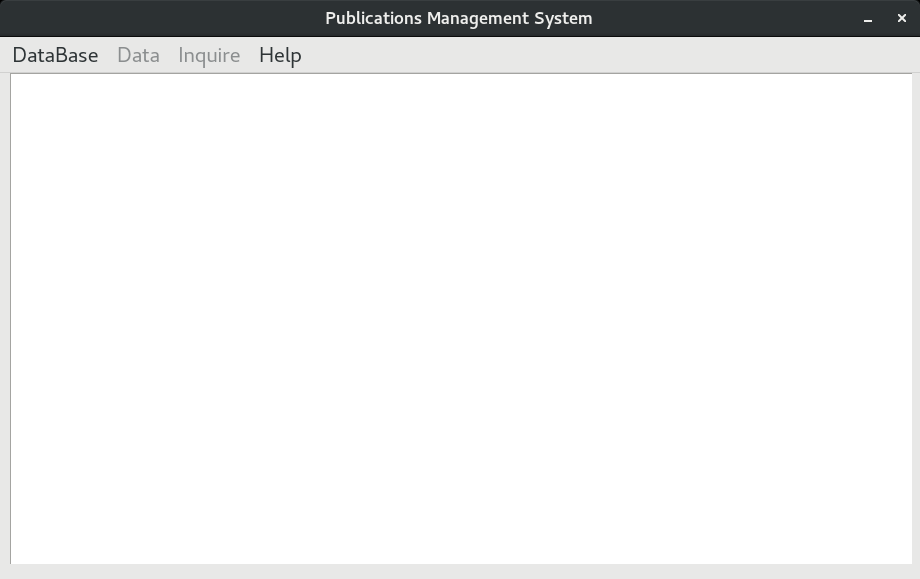 Publications Management System
DataBase Data Inquire Help